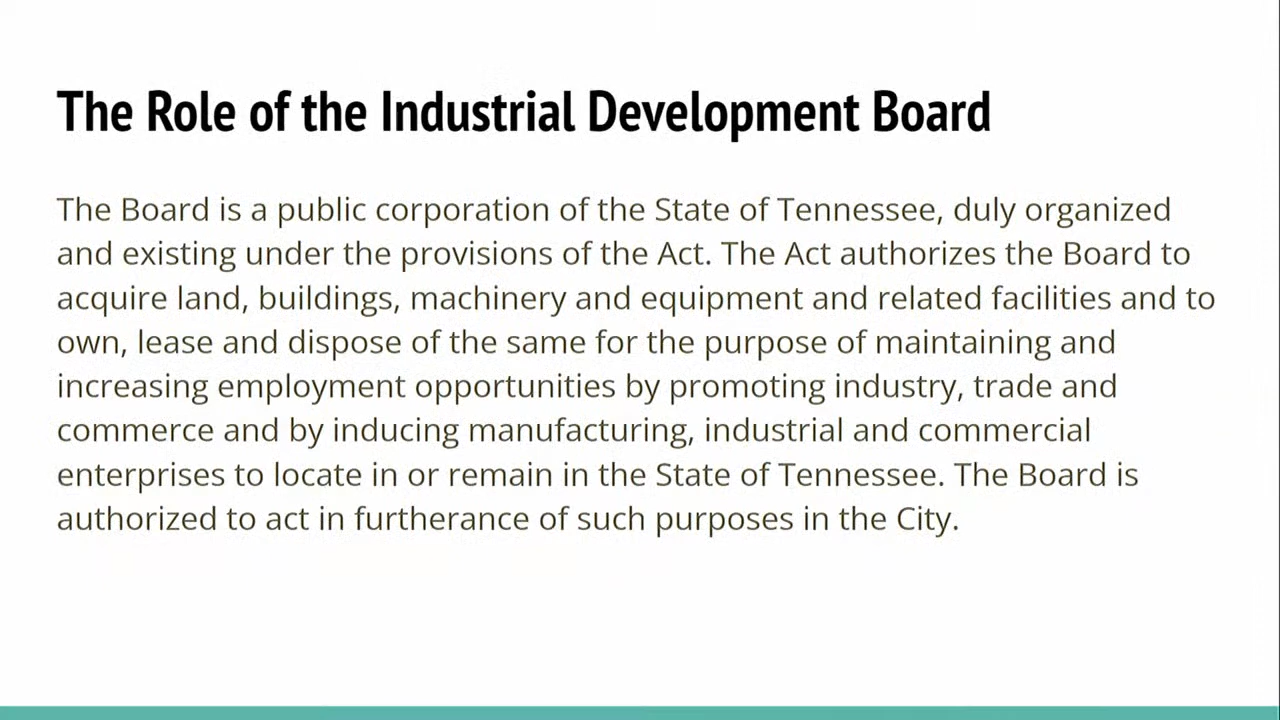 The Role of the Industrial Development Board
The Board is a public corporation of the State of Tennessee, duly organized
and existing under the provisions of the Act. The Act authorizes the Board to
acquire land, buildings, machinery and equipment and related facilities and to
own, lease and dispose of the same for the purpose of maintaining and
increasing employment opportunities by promoting industry, trade and
commerce and by inducing manufacturing, industrial and commercial
enterprises to locate in or remain in the State of Tennessee. The Board is
authorized to act in furtherance of such purposes in the City.